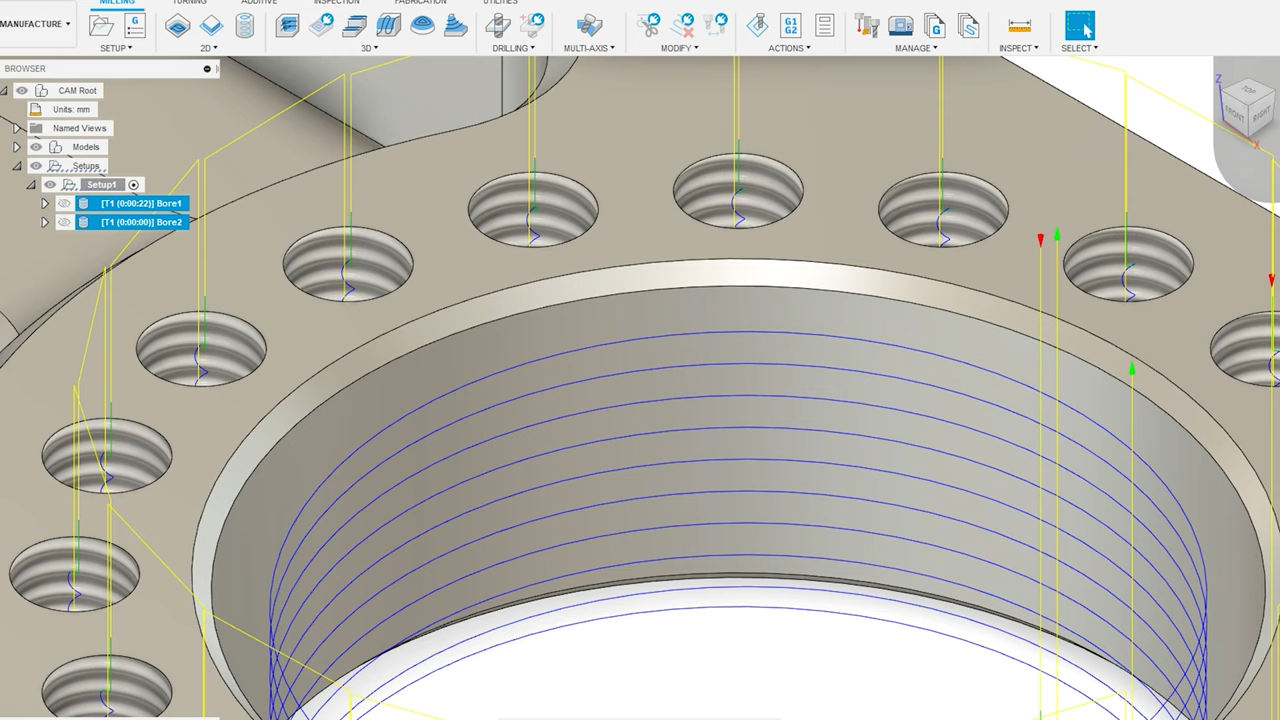 MILLING TURNING ADDITIVE INSPECTION FABRICATION UTILITIES
MANUFACTURE ▾
G
G1
G2
G
SETUP ▾ 2D ▾ 3D ▾ DRILLING ▾ MULTI-AXIS ▾ MODIFY ▾ ACTIONS ▾ MANAGE ▾ INSPECT ▾ SELECT ▾
BROWSER
CAM Root
Units: mm
Named Views
Models
Setups
Setup1
[T1 (0:00:22)] Bore1
[T1 (0:00:00)] Bore2
Z
TOP
FRONT
RIGHT
X